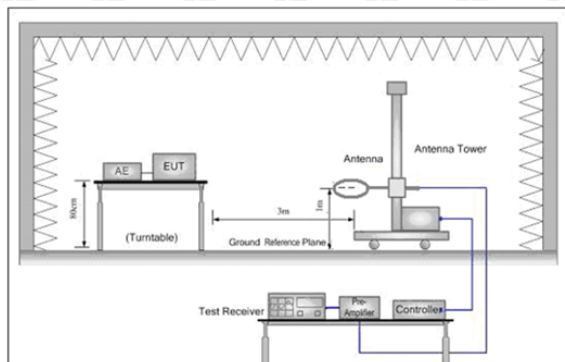 AE
EUT
80cm
(Turntable)
3m
Ground Reference Plane
Antenna
1m
Antenna Tower
Test Receiver
Pre-
Amplifier
Controller